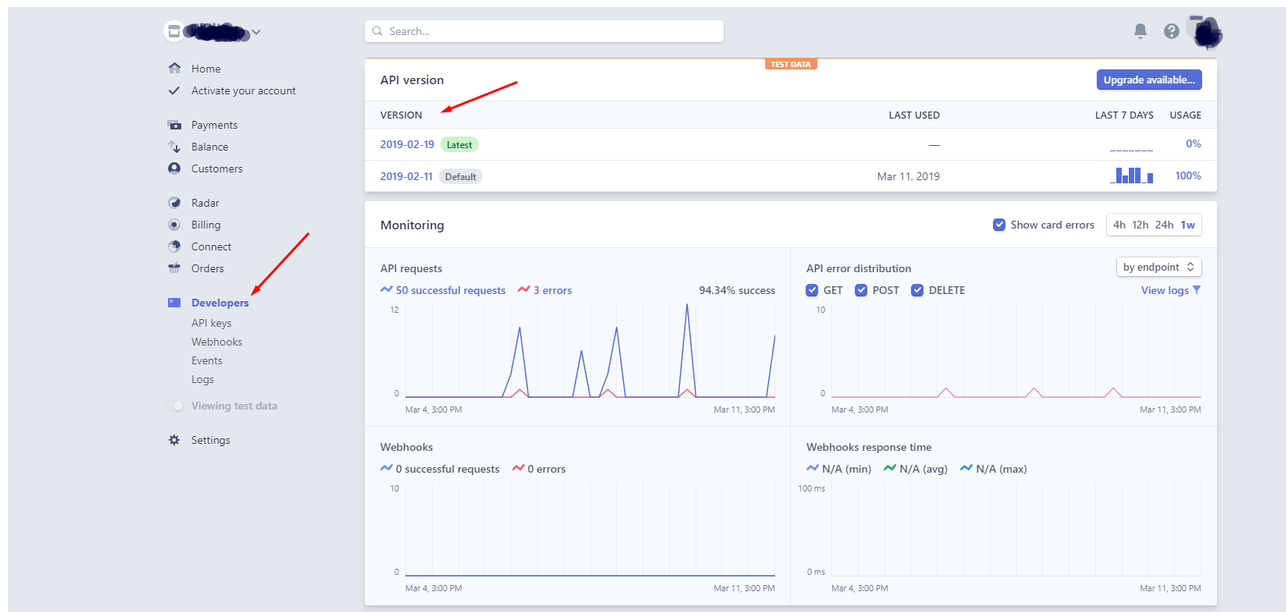 Search...
Home
Activate your account
Payments
Balance
Customers
Radar
Billing
Connect
Orders
Developers
API keys
Webhooks
Events
Logs
Viewing test data
Settings
TEST DATA
API version
Upgrade available...
VERSION LAST USED LAST 7 DAYS USAGE
2019-02-19 Latest — 0%
2019-02-11 Default Mar 11, 2019 100%
Monitoring
Show card errors 4h 12h 24h 1w
API requests
50 successful requests 3 errors 94.34% success
12
0
Mar 4, 3:00 PM Mar 11, 3:00 PM
API error distribution by endpoint
GET POST DELETE View logs
10
0
Mar 4, 3:00 PM Mar 11, 3:00 PM
Webhooks
0 successful requests 0 errors
10
0
Mar 4, 3:00 PM Mar 11, 3:00 PM
Webhooks response time
N/A (min) N/A (avg) N/A (max)
100 ms
0 ms
Mar 4, 3:00 PM Mar 11, 3:00 PM